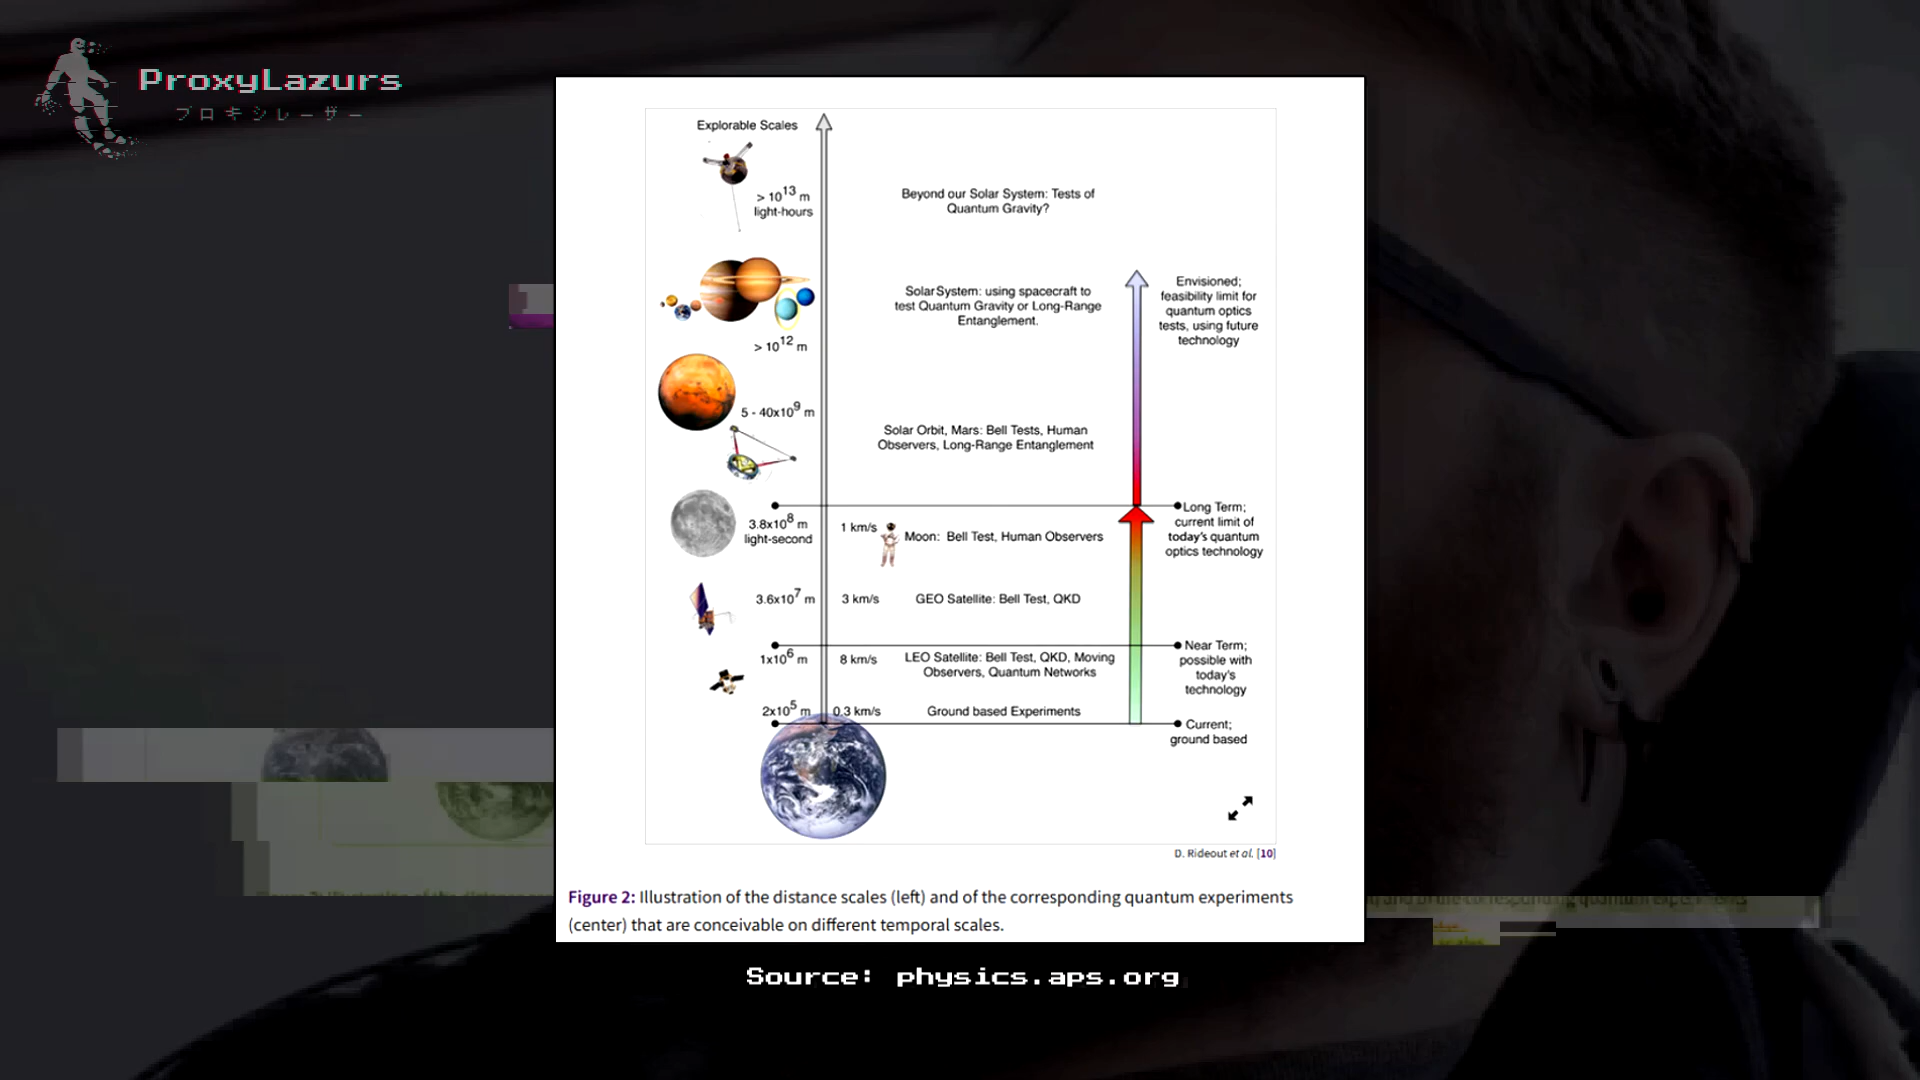 ProxyLazurs
プロキシレーザー
Explorable Scales
> 10^13 m
light-hours
Beyond our Solar System: Tests of
Quantum Gravity?
> 10^12 m
SolarSystem: using spacecraft to
test Quantum Gravity or Long-Range
Entanglement.
Envisioned;
feasibility limit for
quantum optics
tests, using future
technology
5 - 40x10^9 m
Solar Orbit, Mars: Bell Tests, Human
Observers, Long-Range Entanglement
3.8x10^8 m
light-second
1 km/s
Moon: Bell Test, Human Observers
Long Term;
current limit of
today's quantum
optics technology
3.6x10^7 m
3 km/s
GEO Satellite: Bell Test, QKD
1x10^6 m
8 km/s
LEO Satellite: Bell Test, QKD, Moving
Observers, Quantum Networks
Near Term;
possible with
today's
technology
2x10^5 m
0.3 km/s
Ground based Experiments
Current;
ground based
D. Rideout et al. [10]
Figure 2: Illustration of the distance scales (left) and of the corresponding quantum experiments
(center) that are conceivable on different temporal scales.
Source: physics.aps.org